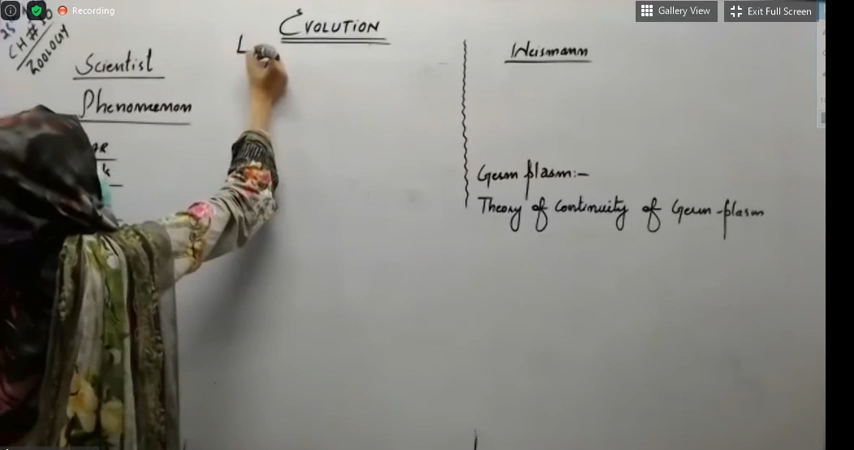 Recording
Gallery View
Exit Full Screen
CH#
ZOOLOGY
EVOLUTION
L
Scientist
Phenomenon
Weismann
Germ plasm:-
Theory of Continuity of Germ-plasm